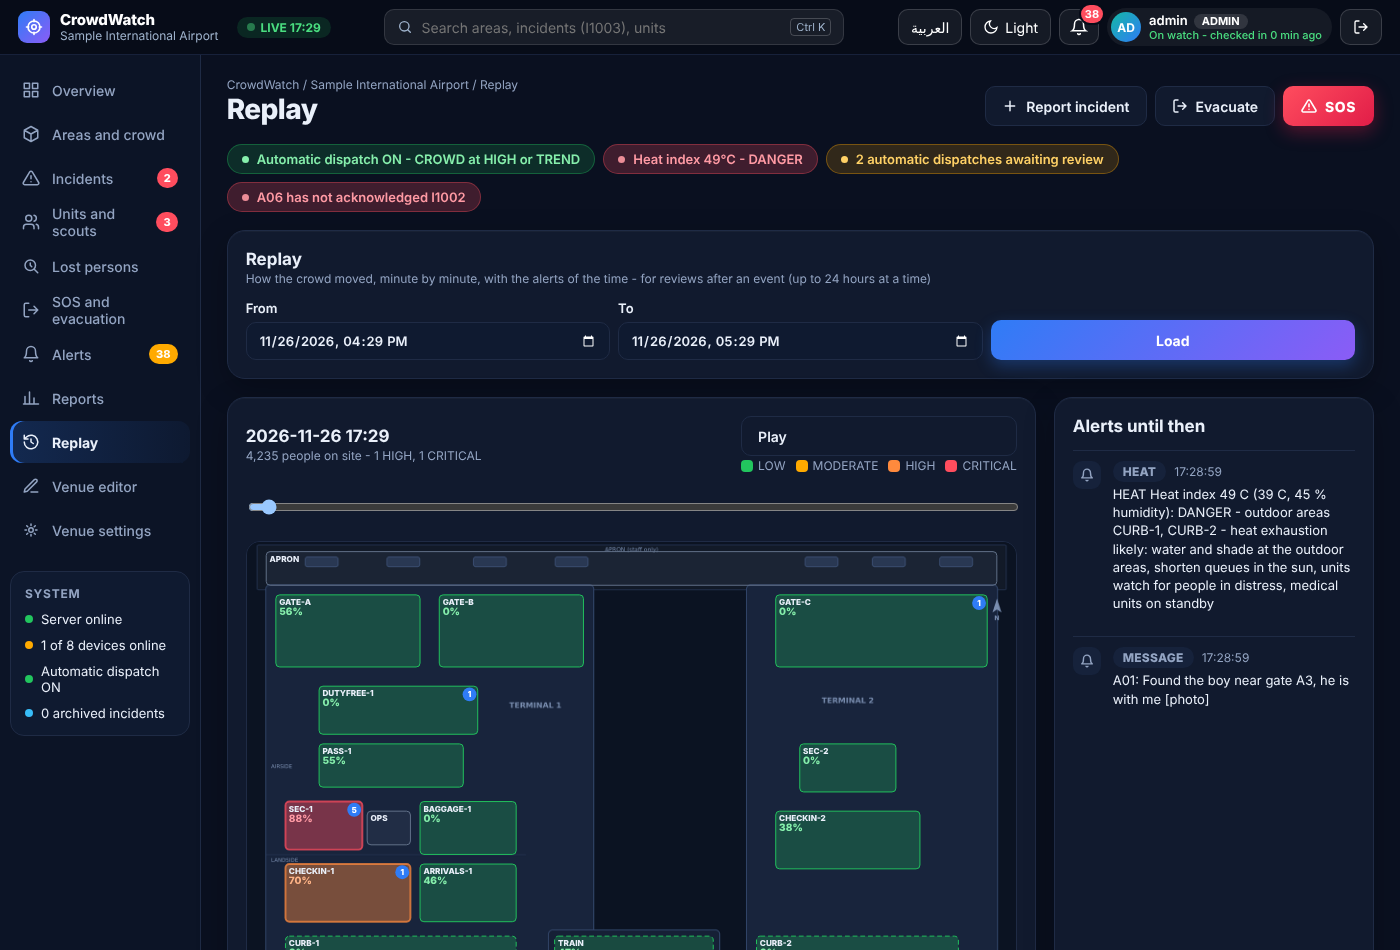 CrowdWatch
Sample International Airport
LIVE 17:29
Search areas, incidents (I1003), units
Ctrl K
العربية
Light
38
AD
admin ADMIN
On watch - checked in 0 min ago
Overview
Areas and crowd
Incidents 2
Units and
scouts
3
Lost persons
SOS and
evacuation
Alerts 38
Reports
Replay
Venue editor
Venue settings
SYSTEM
Server online
1 of 8 devices online
Automatic dispatch
ON
0 archived incidents
CrowdWatch / Sample International Airport / Replay
Replay
Report incident
Evacuate
SOS
Automatic dispatch ON - CROWD at HIGH or TREND
Heat index 49°C - DANGER
2 automatic dispatches awaiting review
A06 has not acknowledged I1002
Replay
How the crowd moved, minute by minute, with the alerts of the time - for reviews after an event (up to 24 hours at a time)
From
To
11/26/2026, 04:29 PM
11/26/2026, 05:29 PM
Load
2026-11-26 17:29
4,235 people on site - 1 HIGH, 1 CRITICAL
Play
LOW MODERATE HIGH CRITICAL
APRON (staff only)
APRON
GATE-A
56%
GATE-B
0%
GATE-C
0%
1
N
DUTYFREE-1
0%
1
TERMINAL 1
TERMINAL 2
PASS-1
55%
SEC-2
0%
AIRSIDE
SEC-1
88%
5
OPS
BAGGAGE-1
0%
CHECKIN-2
38%
LANDSIDE
CHECKIN-1
70%
1
ARRIVALS-1
46%
CURB-1
TRAIN
CURB-2
Alerts until then
HEAT 17:28:59
HEAT Heat index 49 C (39 C, 45 %
humidity): DANGER - outdoor areas
CURB-1, CURB-2 - heat exhaustion
likely: water and shade at the outdoor
areas, shorten queues in the sun, units
watch for people in distress, medical
units on standby
MESSAGE 17:28:59
A01: Found the boy near gate A3, he is
with me [photo]